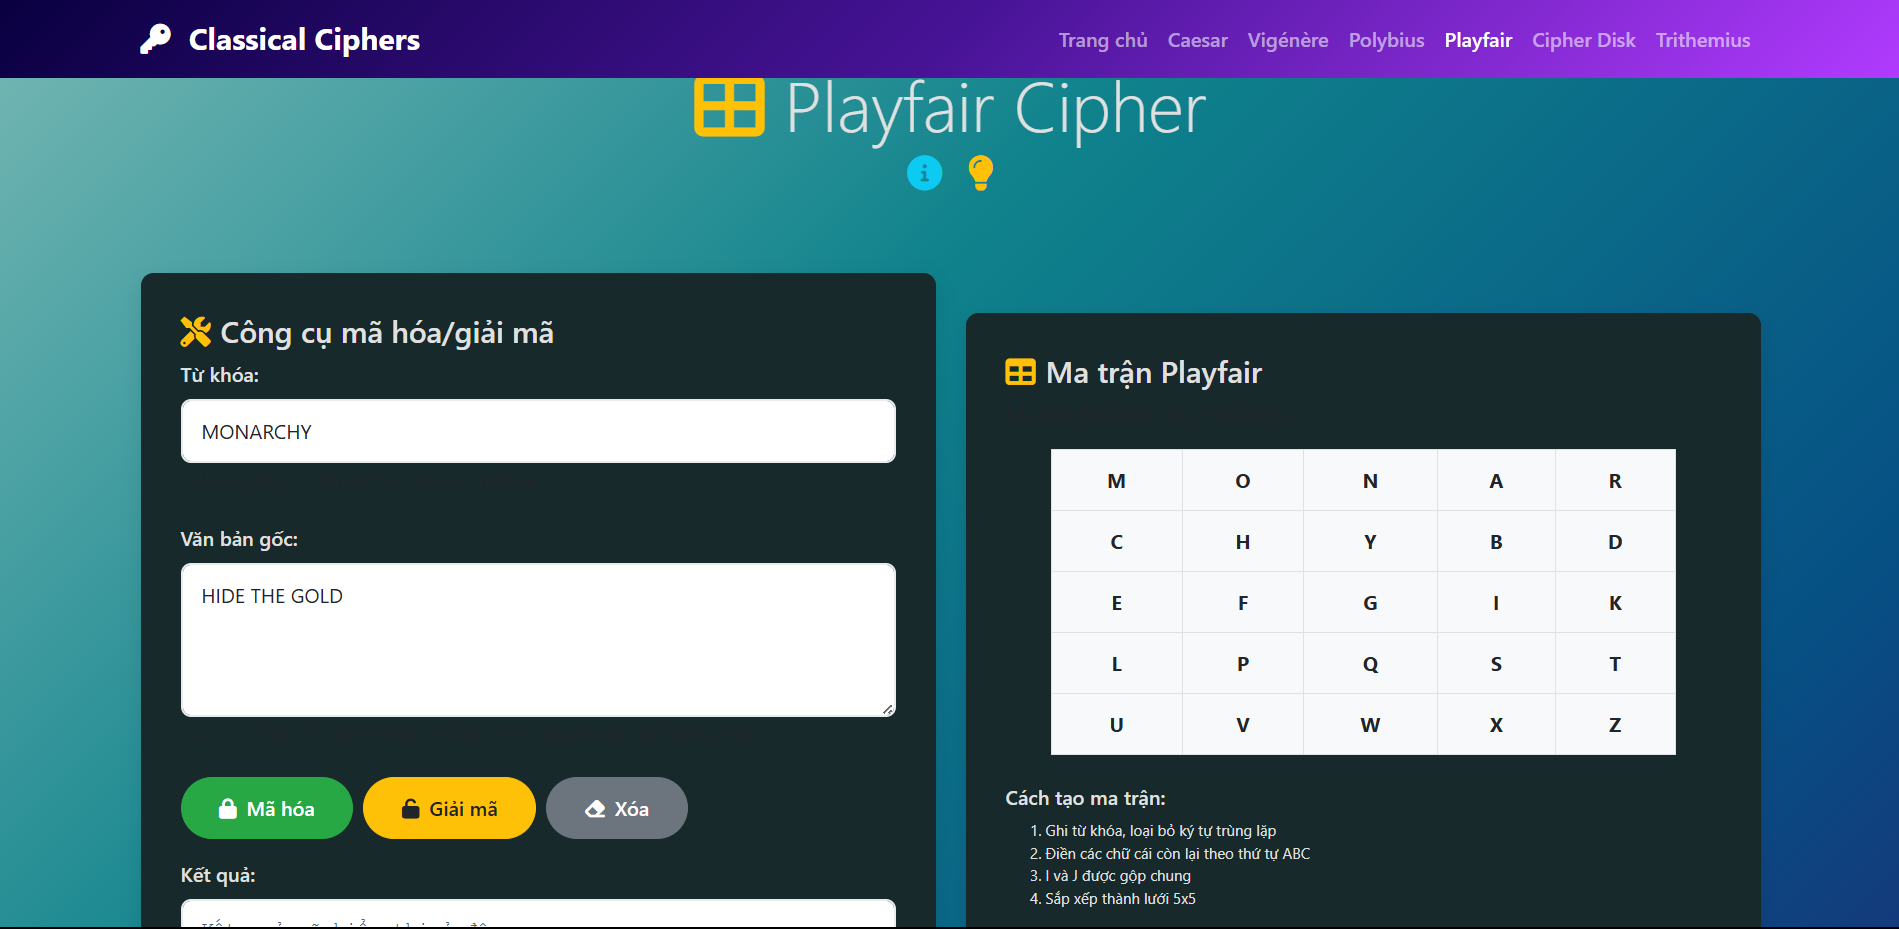 Classical Ciphers
Trang chủ Caesar Vigénère Polybius Playfair Cipher Disk Trithemius
Playfair Cipher
Công cụ mã hóa/giải mã
Từ khóa:
MONARCHY
Văn bản gốc:
HIDE THE GOLD
Mã hóa Giải mã Xóa
Kết quả:
Ma trận Playfair
M O N A R
C H Y B D
E F G I K
L P Q S T
U V W X Z
Cách tạo ma trận:
1. Ghi từ khóa, loại bỏ ký tự trùng lặp
2. Điền các chữ cái còn lại theo thứ tự ABC
3. I và J được gộp chung
4. Sắp xếp thành lưới 5x5